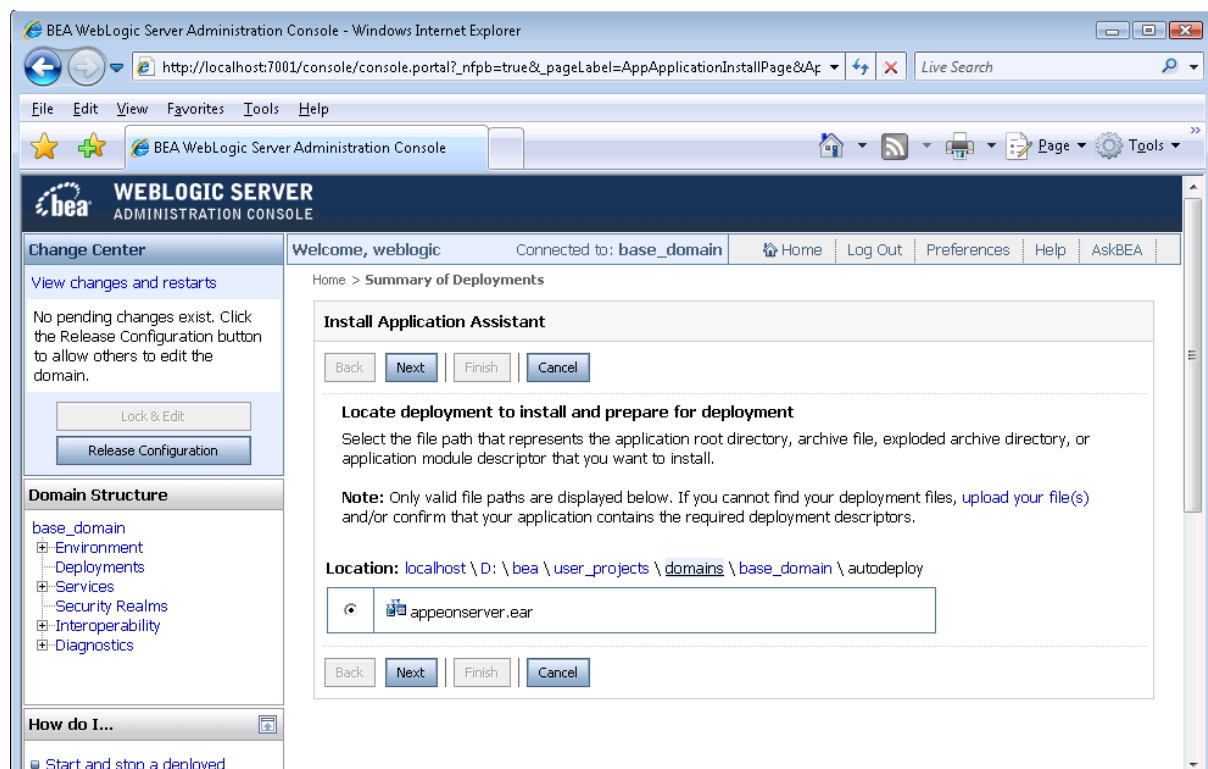 BEA WebLogic Server Administration Console - Windows Internet Explorer
http://localhost:7001/console/console.portal?_nfpb=true&_pageLabel=AppApplicationInstallPage&Ap
Live Search
File Edit View Favorites Tools Help
BEA WebLogic Server Administration Console
Page Tools
bea
WEBLOGIC SERVER
ADMINISTRATION CONSOLE
Change Center
View changes and restarts
No pending changes exist. Click
the Release Configuration button
to allow others to edit the
domain.
Lock & Edit
Release Configuration
Domain Structure
base_domain
Environment
Deployments
Services
Security Realms
Interoperability
Diagnostics
How do I...
Start and stop a deployed
Welcome, weblogic
Connected to: base_domain
Home Log Out Preferences Help AskBEA
Home > Summary of Deployments
Install Application Assistant
Back Next Finish Cancel
Locate deployment to install and prepare for deployment
Select the file path that represents the application root directory, archive file, exploded archive directory, or
application module descriptor that you want to install.
Note: Only valid file paths are displayed below. If you cannot find your deployment files, upload your file(s)
and/or confirm that your application contains the required deployment descriptors.
Location: localhost \ D: \ bea \ user_projects \ domains \ base_domain \ autodeploy
appeonserver.ear
Back Next Finish Cancel